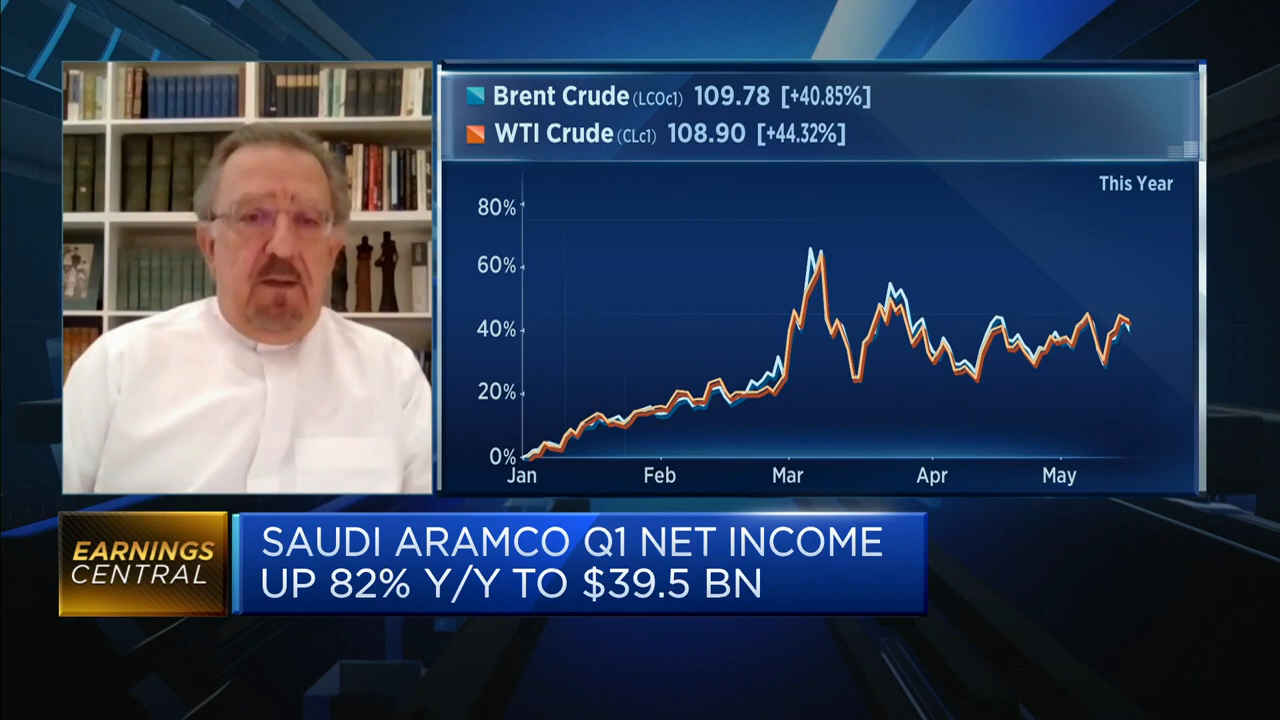 Brent Crude (LCOc1) 109.78 [+40.85%]
WTI Crude (CLc1) 108.90 [+44.32%]
This Year
80%
60%
40%
20%
0%
Jan Feb Mar Apr May
EARNINGS
CENTRAL
SAUDI ARAMCO Q1 NET INCOME
UP 82% Y/Y TO $39.5 BN